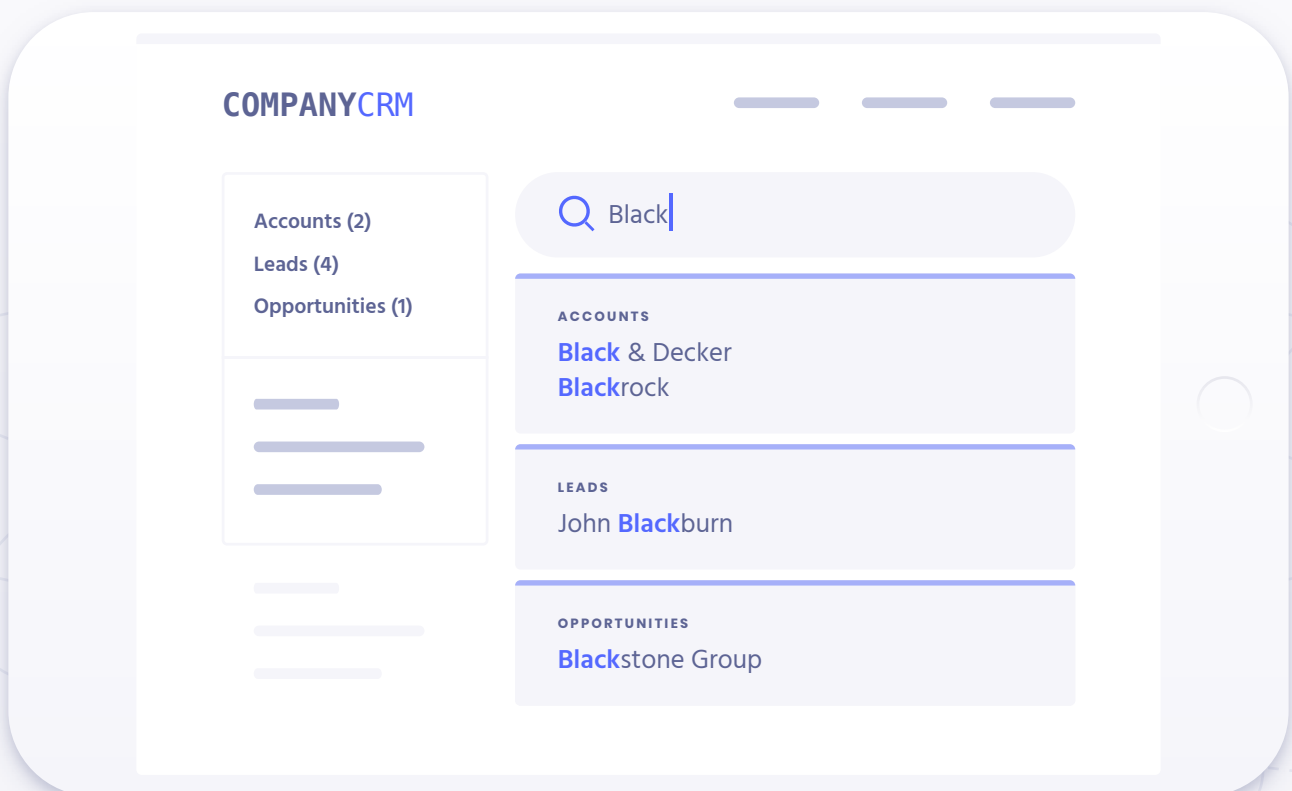 COMPANYCRM
Accounts (2)
Leads (4)
Opportunities (1)
Black
ACCOUNTS
Black & Decker
Blackrock
LEADS
John Blackburn
OPPORTUNITIES
Blackstone Group